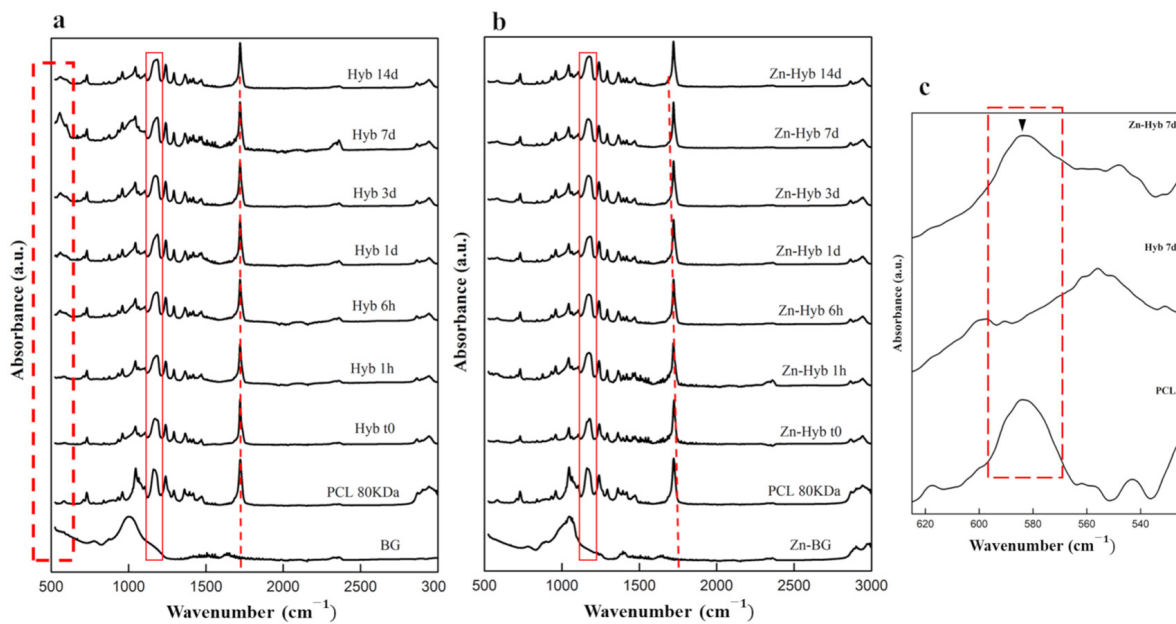 a
Absorbance (a.u.)
Hyb 14d
Hyb 7d
Hyb 3d
Hyb 1d
Hyb 6h
Hyb 1h
Hyb t0
PCL 80KDa
BG
500 1000 1500 2000 2500 300
Wavenumber (cm−1)
b
Absorbance (a.u.)
Zn-Hyb 14d
Zn-Hyb 7d
Zn-Hyb 3d
Zn-Hyb 1d
Zn-Hyb 6h
Zn-Hyb 1h
Zn-Hyb t0
PCL 80KDa
Zn-BG
500 1000 1500 2000 2500 3000
Wavenumber (cm−1)
c
Absorbance (a.u.)
Zn-Hyb 7d
Hyb 7d
PCL
620 600 580 560 540
Wavenumber (cm−1)